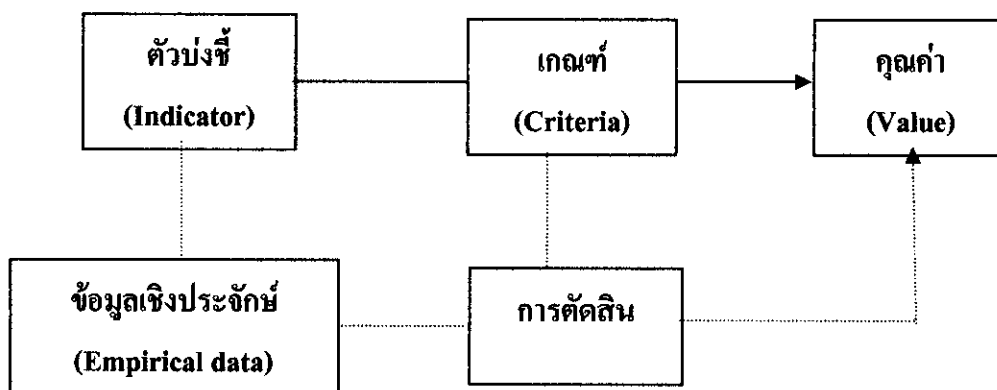 ตัวบ่งชี้
(Indicator)
เกณฑ์
(Criteria)
คุณค่า
(Value)
ข้อมูลเชิงประจักษ์
(Empirical data)
การตัดสิน